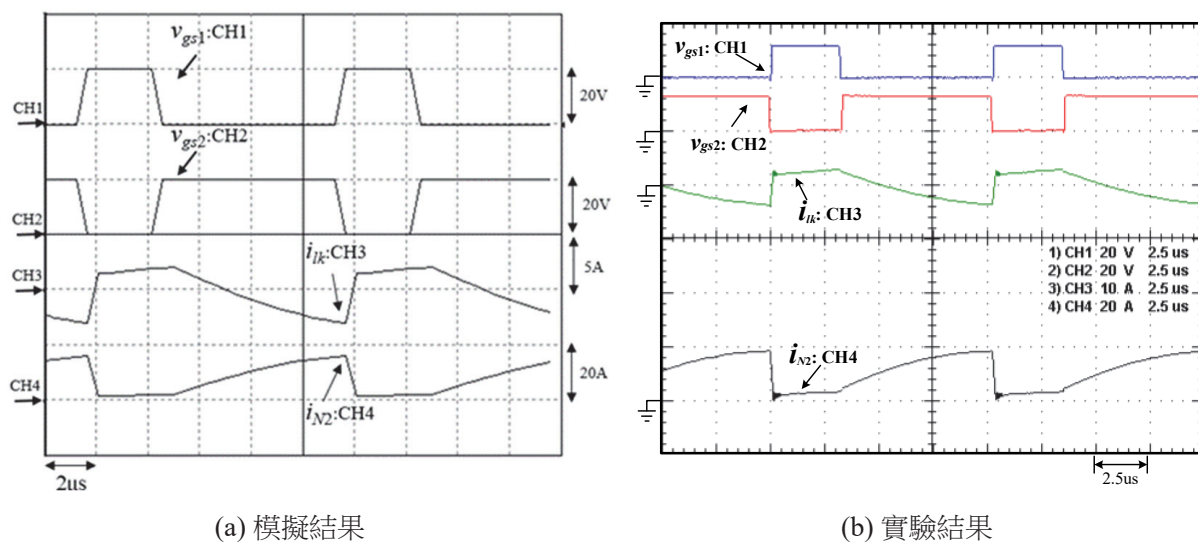 v_gs1:CH1
CH1
20V
v_gs2:CH2
CH2
20V
i_lk:CH3
CH3
5A
CH4
20A
i_N2:CH4
2us
(a) 模擬結果
v_gs1: CH1
v_gs2: CH2
i_lk: CH3
1) CH1 20 V 2.5 us
2) CH2 20 V 2.5 us
3) CH3 10 A 2.5 us
4) CH4 20 A 2.5 us
i_N2: CH4
2.5us
(b) 實驗結果